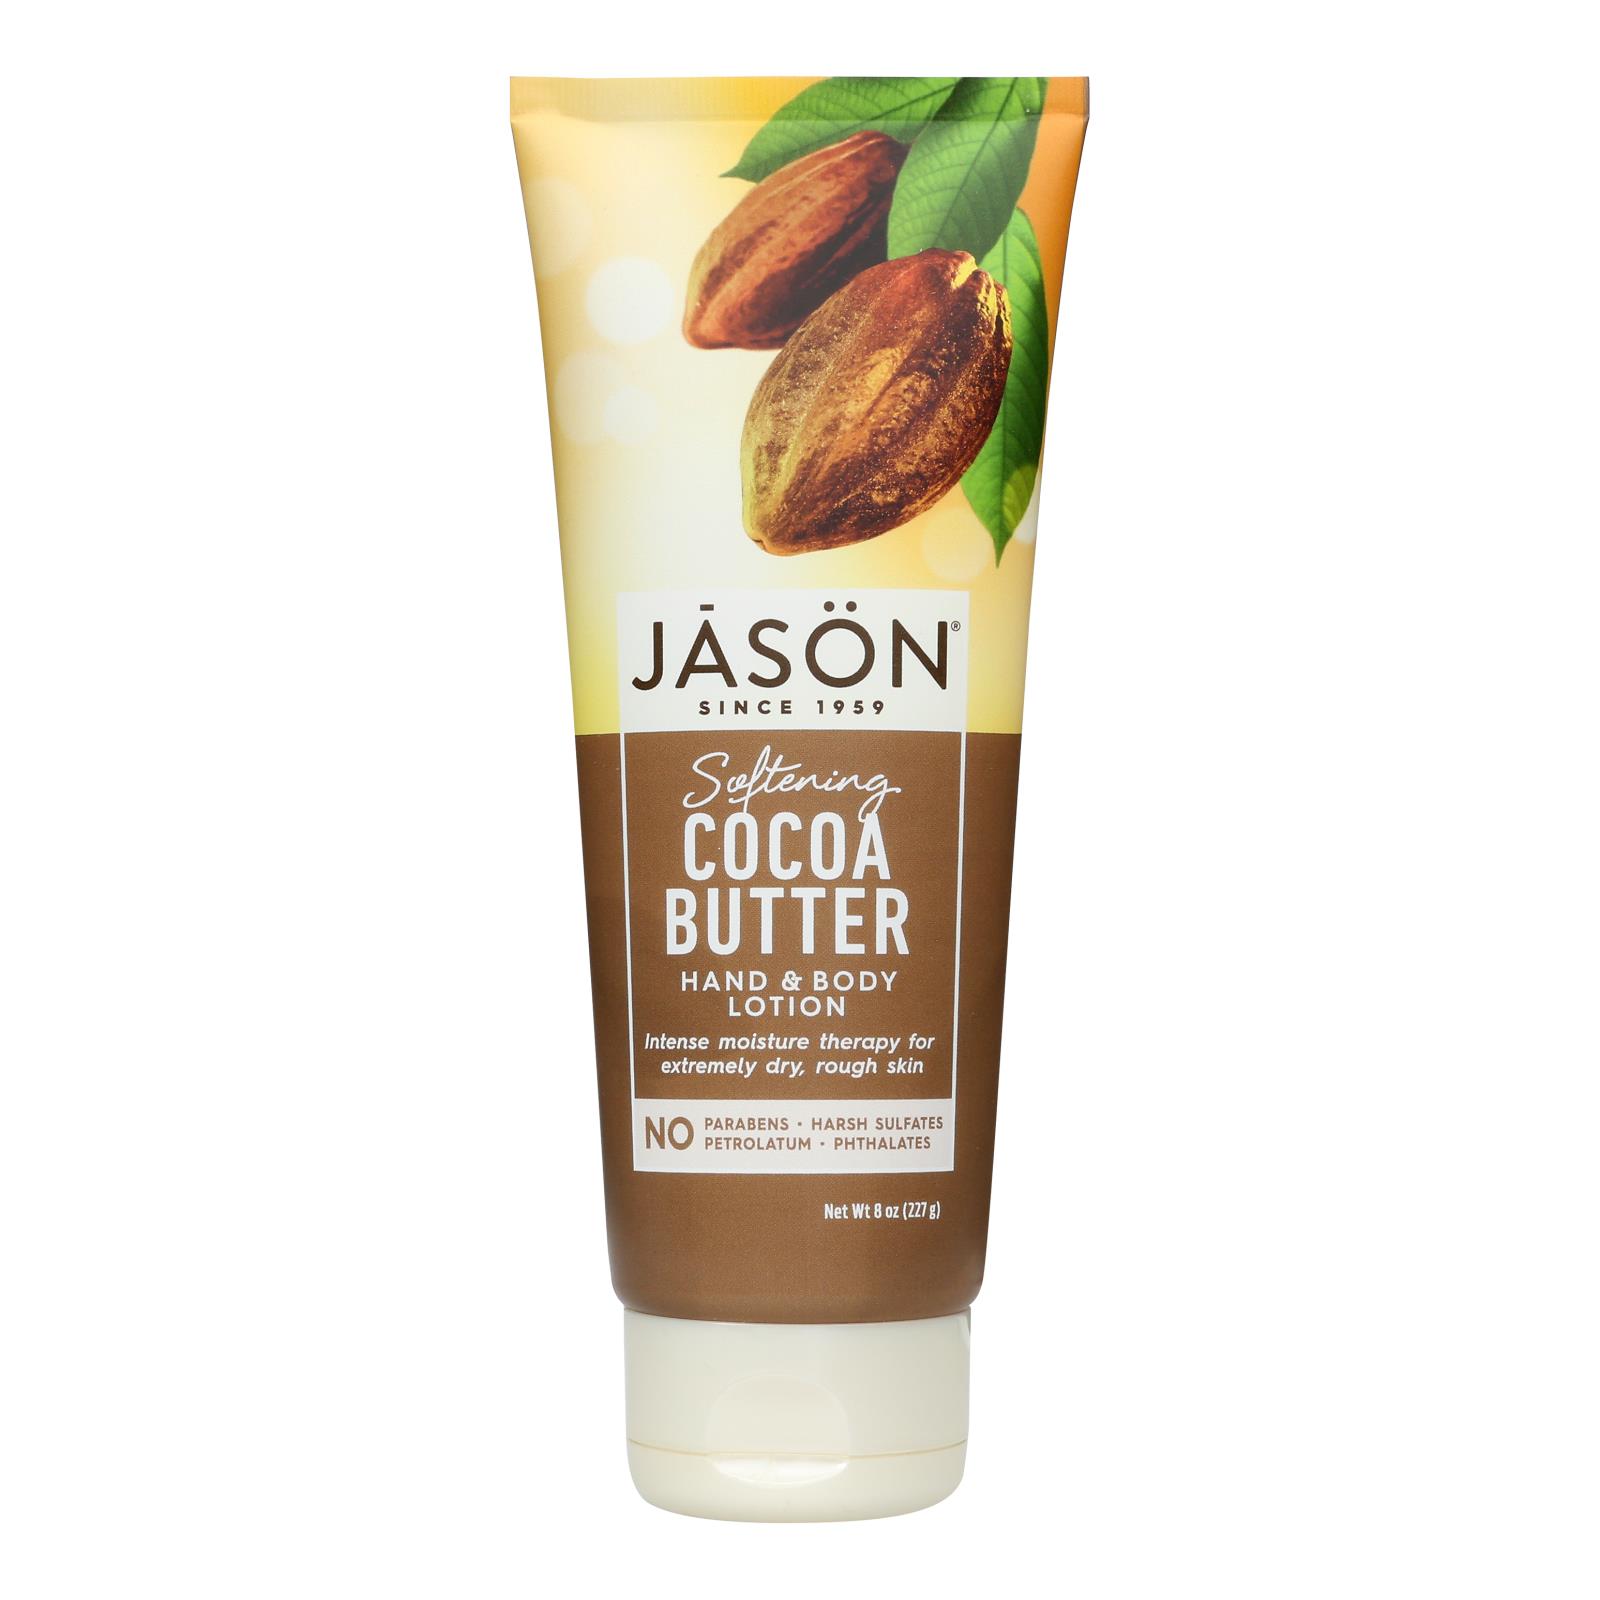 JĀSÖN®
SINCE 1959
Softening
COCOA
BUTTER
HAND & BODY
LOTION
Intense moisture therapy for
extremely dry, rough skin
NO PARABENS • HARSH SULFATES
PETROLATUM • PHTHALATES
Net Wt 8 oz (227 g)